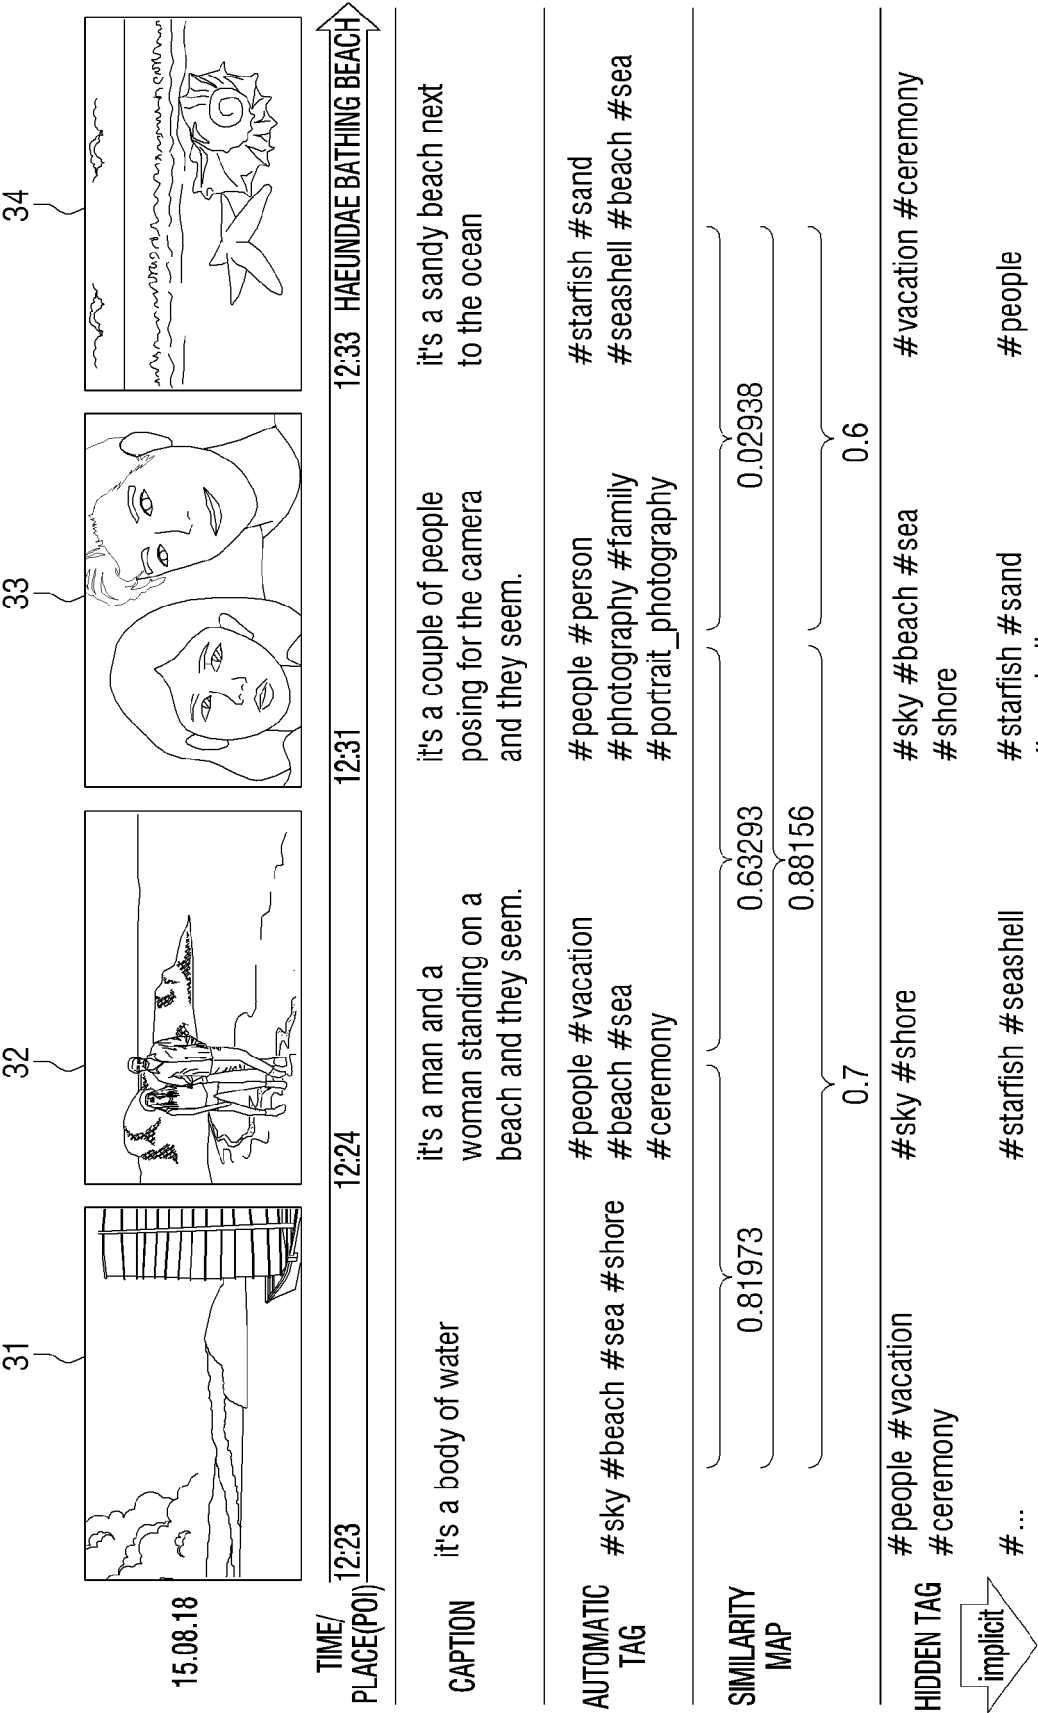 31
32
33
34
15.08.18
TIME/
PLACE(POI)
12:23
12:24
12:31
12:33
HAEUNDAE BATHING BEACH
CAPTION
it's a body of water
it's a man and a
woman standing on a
beach and they seem.
it's a couple of people
posing for the camera
and they seem.
it's a sandy beach next
to the ocean
AUTOMATIC
TAG
#sky #beach #sea #shore
#people #vacation
#beach #sea
#ceremony
#people #person
#photography #family
#portrait_photography
#starfish #sand
#seashell #beach #sea
SIMILARITY
MAP
0.81973
0.63293
0.02938
0.88156
0.7
0.6
HIDDEN TAG
#people #vacation
#ceremony
#sky #shore
#sky #beach #sea
#shore
#vacation #ceremony
implicit
#...
#starfish #seashell
#starfish #sand
#people